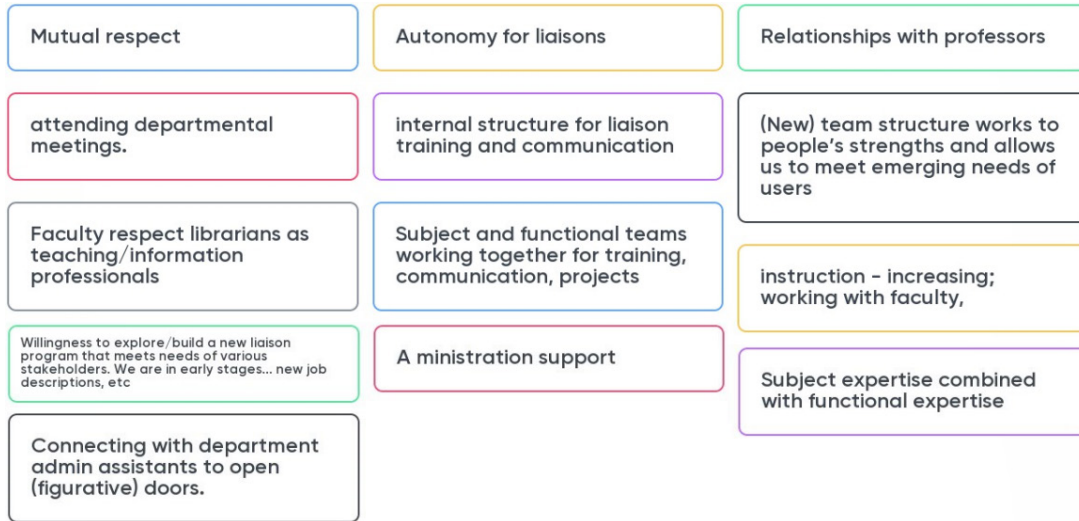 Mutual respect
attending departmental
meetings.
Faculty respect librarians as
teaching/information
professionals
Willingness to explore/build a new liaison
program that meets needs of various
stakeholders. We are in early stages... new job
descriptions, etc
Connecting with department
admin assistants to open
(figurative) doors.
Autonomy for liaisons
internal structure for liaison
training and communication
Subject and functional teams
working together for training,
communication, projects
A ministration support
Relationships with professors
(New) team structure works to
people's strengths and allows
us to meet emerging needs of
users
instruction - increasing;
working with faculty,
Subject expertise combined
with functional expertise